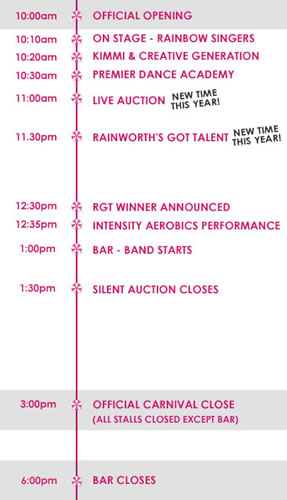 10:00am OFFICIAL OPENING
10:10am ON STAGE - RAINBOW SINGERS
10:20am KIMMI & CREATIVE GENERATION
10:30am PREMIER DANCE ACADEMY
11:00am LIVE AUCTION NEW TIME
THIS YEAR!
11.30pm RAINWORTH'S GOT TALENT NEW TIME
THIS YEAR!
12:30pm RGT WINNER ANNOUNCED
12:35pm INTENSITY AEROBICS PERFORMANCE
1:00pm BAR - BAND STARTS
1:30pm SILENT AUCTION CLOSES
3:00pm OFFICIAL CARNIVAL CLOSE
(ALL STALLS CLOSED EXCEPT BAR)
6:00pm BAR CLOSES